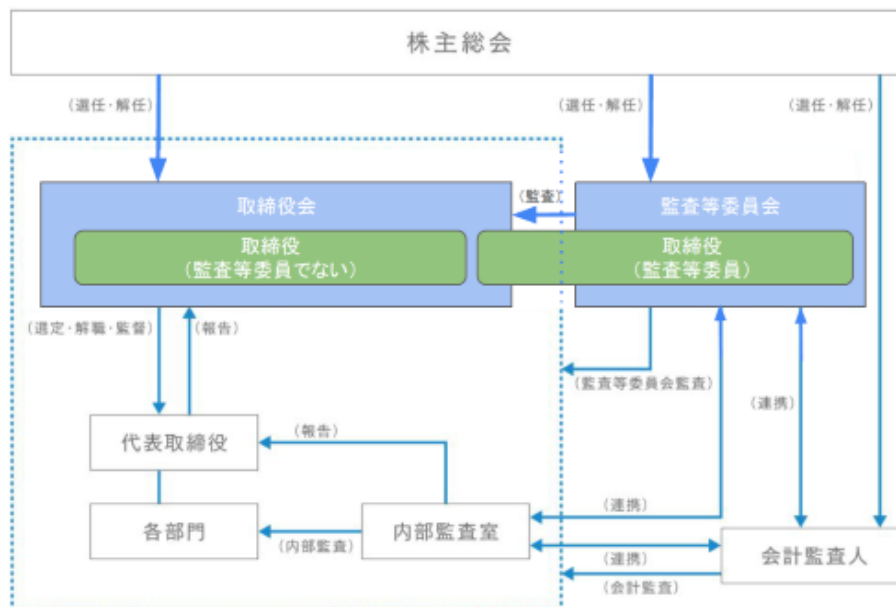 株主総会
（選任・解任）
（選任・解任）
（選任・解任）
取締役会
（監査）
監査等委員会
取締役
（監査等委員でない）
取締役
（監査等委員）
（選定・解職・監督）
（報告）
（監査等委員会監査）
（連携）
代表取締役
（報告）
各部門
（内部監査）
内部監査室
（連携）
（連携）
（会計監査）
会計監査人